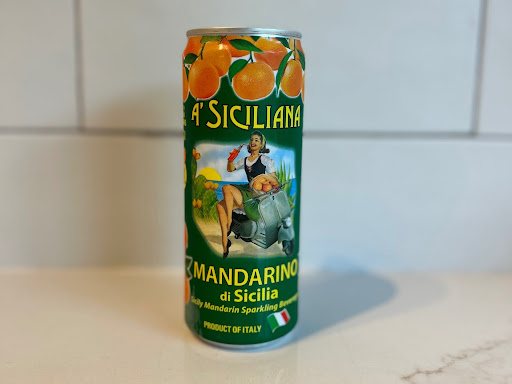 A' SICILIANA
MANDARINO
di Sicilia
Sicily Mandarin Sparkling Beverage
PRODUCT OF ITALY